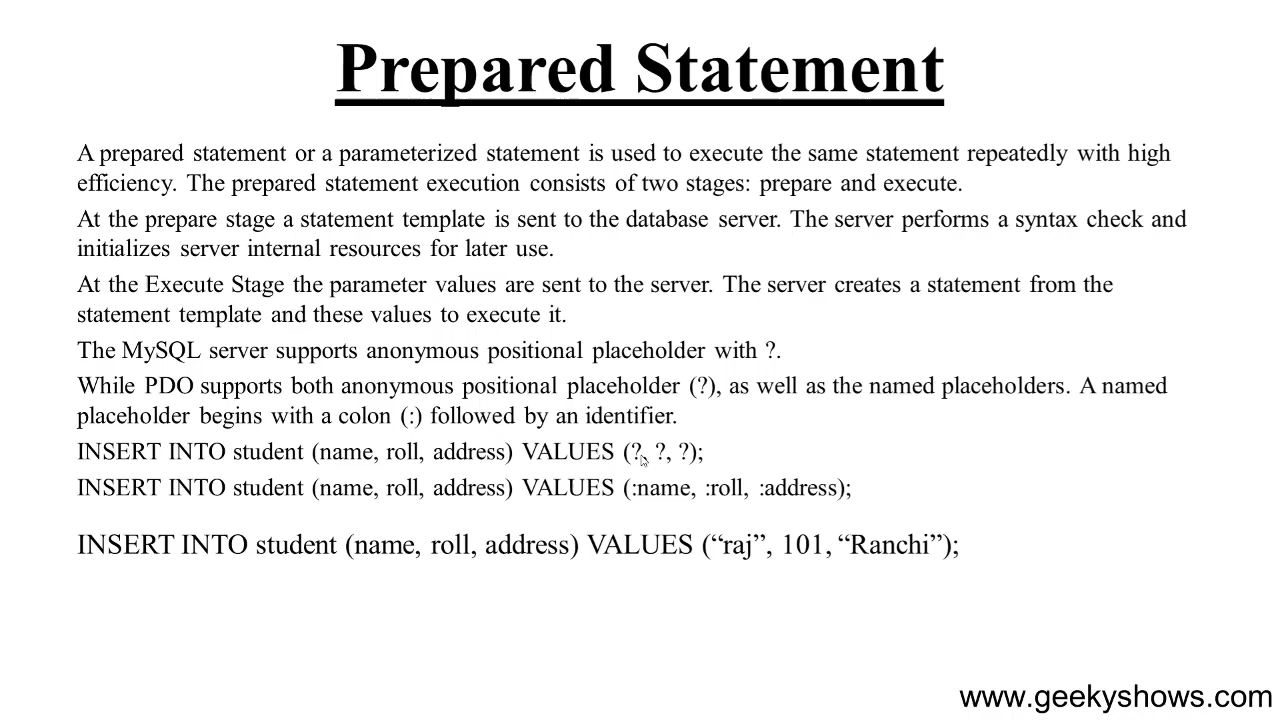 Prepared Statement
A prepared statement or a parameterized statement is used to execute the same statement repeatedly with high
efficiency. The prepared statement execution consists of two stages: prepare and execute.
At the prepare stage a statement template is sent to the database server. The server performs a syntax check and
initializes server internal resources for later use.
At the Execute Stage the parameter values are sent to the server. The server creates a statement from the
statement template and these values to execute it.
The MySQL server supports anonymous positional placeholder with ?.
While PDO supports both anonymous positional placeholder (?), as well as the named placeholders. A named
placeholder begins with a colon (:) followed by an identifier.
INSERT INTO student (name, roll, address) VALUES (?, ?, ?);
INSERT INTO student (name, roll, address) VALUES (:name, :roll, :address);
INSERT INTO student (name, roll, address) VALUES (“raj”, 101, “Ranchi”);
www.geekyshows.com